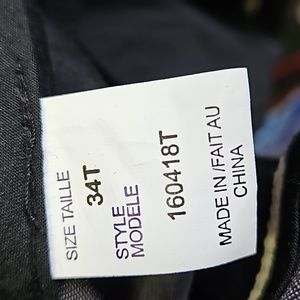 SIZE TAILLE
34T
STYLE
MODELE
160418T
MADE IN/FAIT AU
CHINA